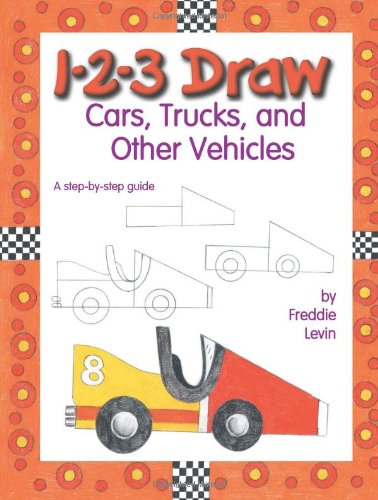 1-2-3 Draw
Cars, Trucks, and
Other Vehicles
A step-by-step guide
by
Freddie
Levin
8